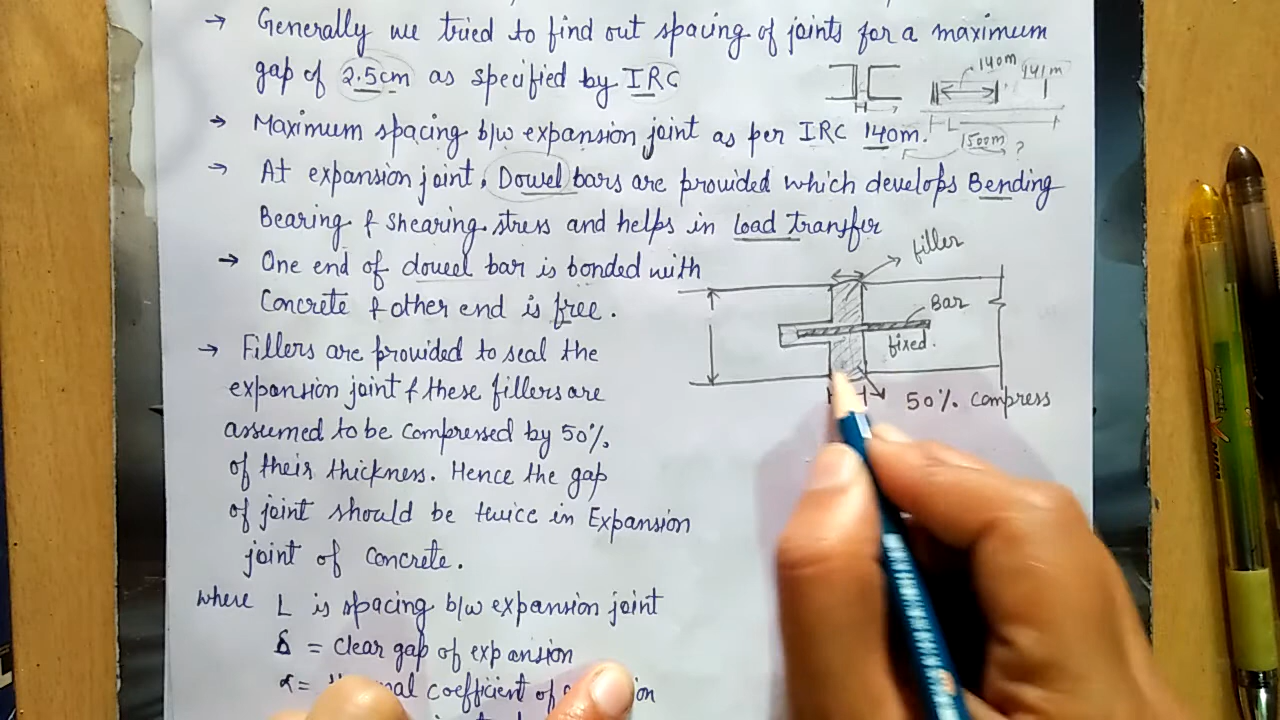 → Generally we tried to find out spacing of joints for a maximum
gap of 2.5cm as specified by IRC
140m 141m
→ Maximum spacing b/w expansion joint as per IRC 140m.
L
1500m ?
→ At expansion joint, Dowel bars are provided which develops Bending
Bearing & shearing stress and helps in load transfer
filler
→ One end of dowel bar is bonded with
Concrete & other end is free.
Bar
fixed.
→ Fillers are provided to seal the
expansion joint & these fillers are
50% compress
assumed to be compressed by 50%
of their thickness. Hence the gap
of joint should be twice in Expansion
joint of concrete.
where L is spacing b/w expansion joint
δ = clear gap of expansion
α = coefficient of